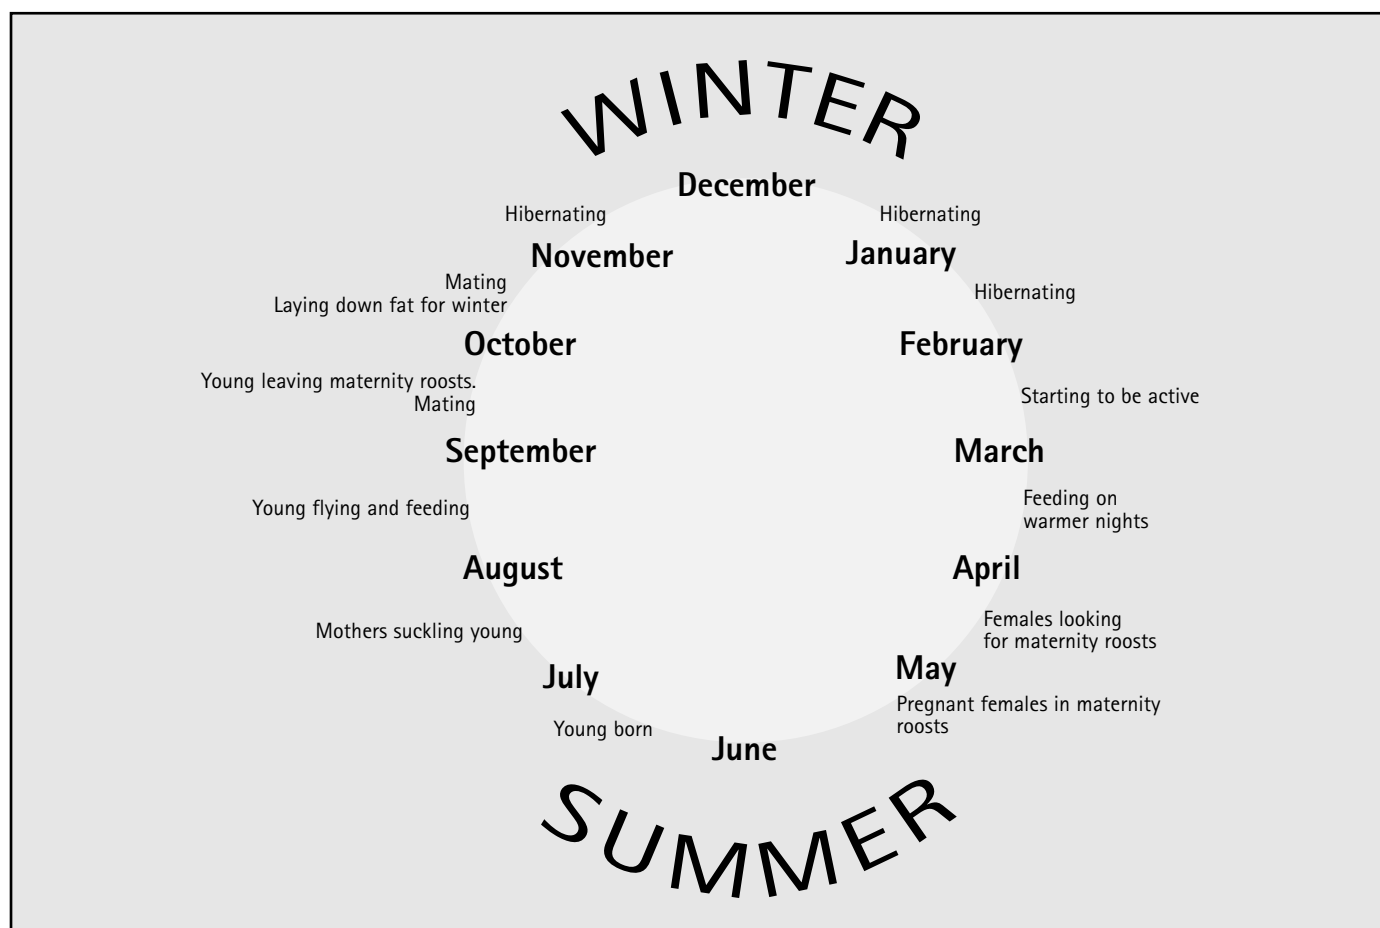 WINTER
December
Hibernating
January
Hibernating
February
Starting to be active
March
Feeding on
warmer nights
April
Females looking
for maternity roosts
May
Pregnant females in maternity
roosts
June
Young born
July
Mothers suckling young
August
Young flying and feeding
September
Young leaving maternity roosts.
Mating
October
Mating
Laying down fat for winter
November
Hibernating
SUMMER